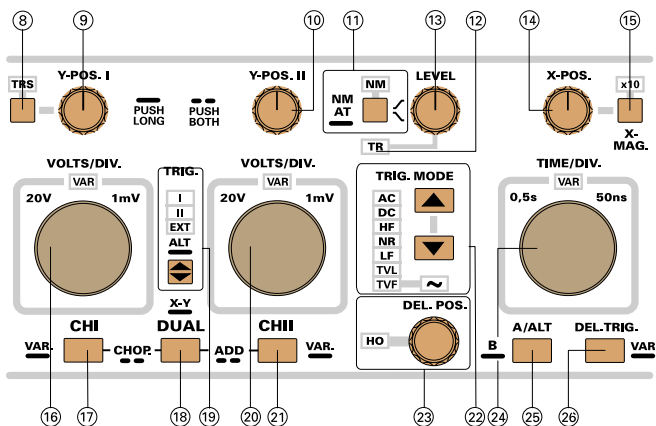 8 9 10 11 13 12 14 15
TRS Y-POS. I PUSH LONG PUSH BOTH Y-POS. II NM AT NM LEVEL TR X-POS. x10 X-MAG.
VOLTS/DIV.
VAR
20V 1mV
TRIG.
I
II
EXT
ALT
X-Y
VOLTS/DIV.
VAR
20V 1mV
TRIG. MODE
AC
DC
HF
NR
LF
TVL
TVF ~
TIME/DIV.
VAR
0,5s 50ns
DEL. POS.
HO
VAR. CHI CHOP. DUAL ADD CHII VAR.
B A/ALT DEL.TRIG. VAR
16 17 18 19 20 21 23 22 24 25 26